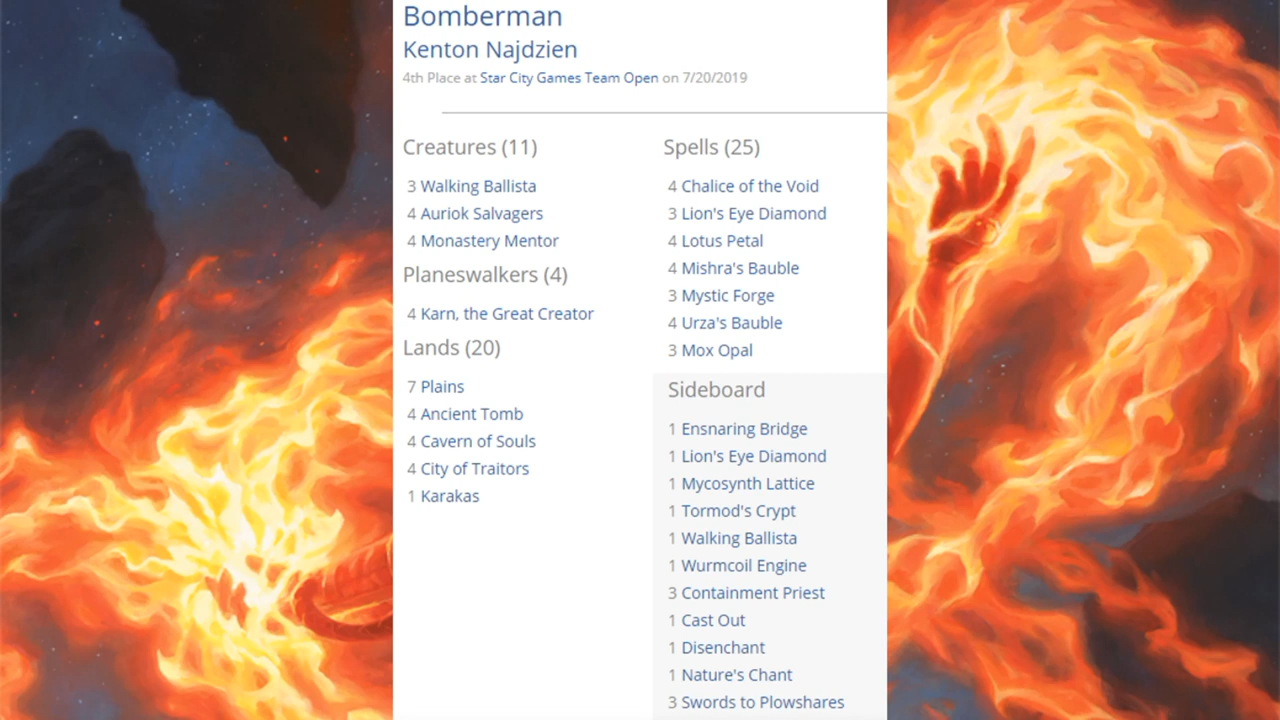 Bomberman
Kenton Najdzien
4th Place at Star City Games Team Open on 7/20/2019
Creatures (11)
3 Walking Ballista
4 Auriok Salvagers
4 Monastery Mentor
Planeswalkers (4)
4 Karn, the Great Creator
Lands (20)
7 Plains
4 Ancient Tomb
4 Cavern of Souls
4 City of Traitors
1 Karakas
Spells (25)
4 Chalice of the Void
3 Lion's Eye Diamond
4 Lotus Petal
4 Mishra's Bauble
3 Mystic Forge
4 Urza's Bauble
3 Mox Opal
Sideboard
1 Ensnaring Bridge
1 Lion's Eye Diamond
1 Mycosynth Lattice
1 Tormod's Crypt
1 Walking Ballista
1 Wurmcoil Engine
3 Containment Priest
1 Cast Out
1 Disenchant
1 Nature's Chant
3 Swords to Plowshares